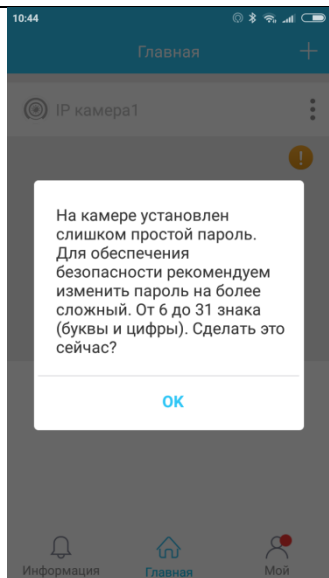 10:44
Главная
IP камера1
На камере установлен
слишком простой пароль.
Для обеспечения
безопасности рекомендуем
изменить пароль на более
сложный. От 6 до 31 знака
(буквы и цифры). Сделать это
сейчас?
OK
Информация Главная Мой